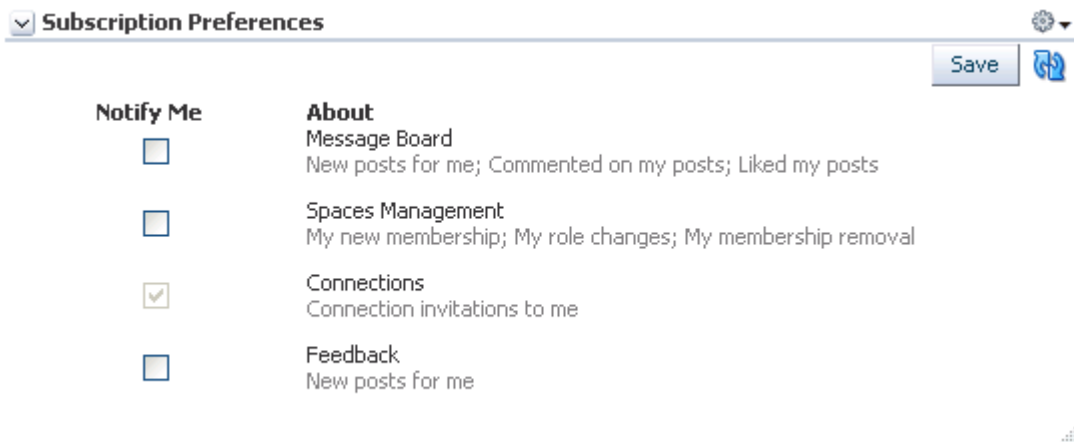 Subscription Preferences
Save
Notify Me About
Message Board
New posts for me; Commented on my posts; Liked my posts
Spaces Management
My new membership; My role changes; My membership removal
Connections
Connection invitations to me
Feedback
New posts for me